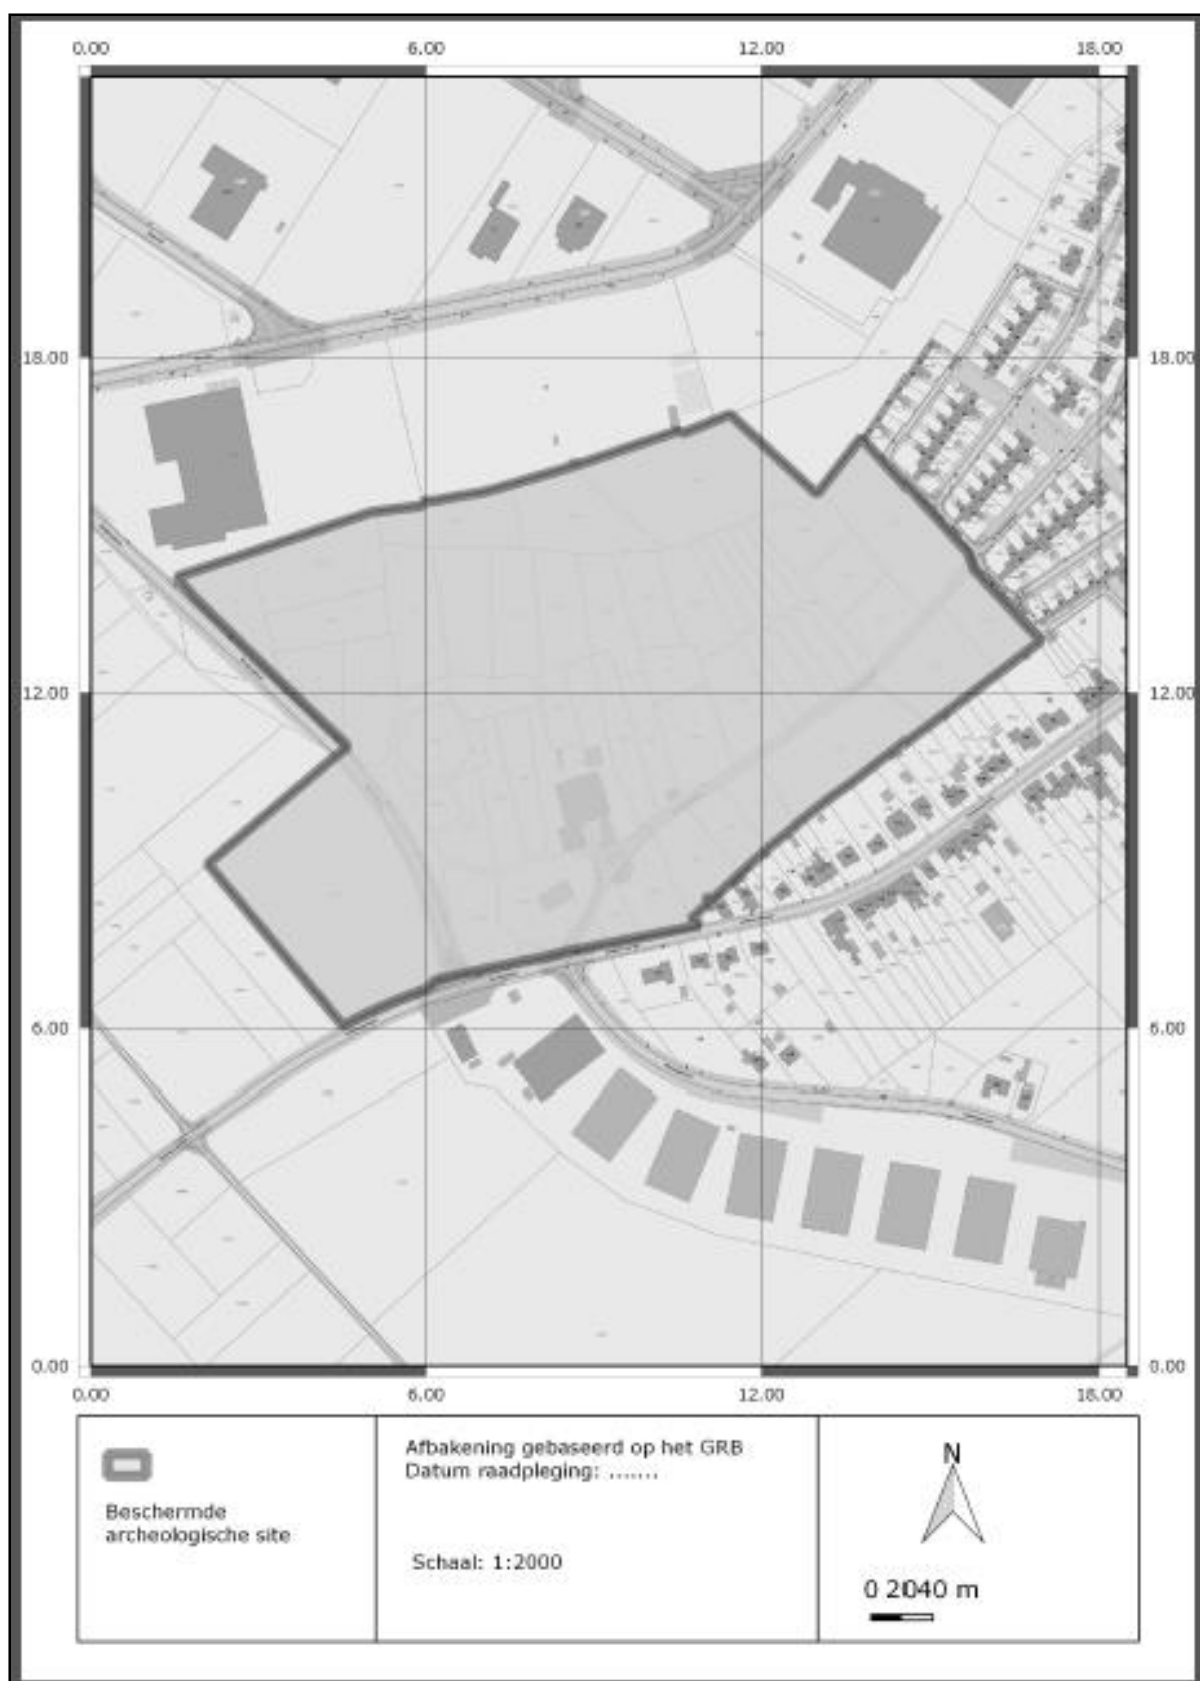 0.00 6.00 12.00 18.00
18.00 18.00
12.00 12.00
6.00 6.00
0.00 0.00
0.00 6.00 12.00 18.00
Beschermde
archeologische site
Afbakening gebaseerd op het GRB
Datum raadpleging: .......
Schaal: 1:2000
N
0 2040 m